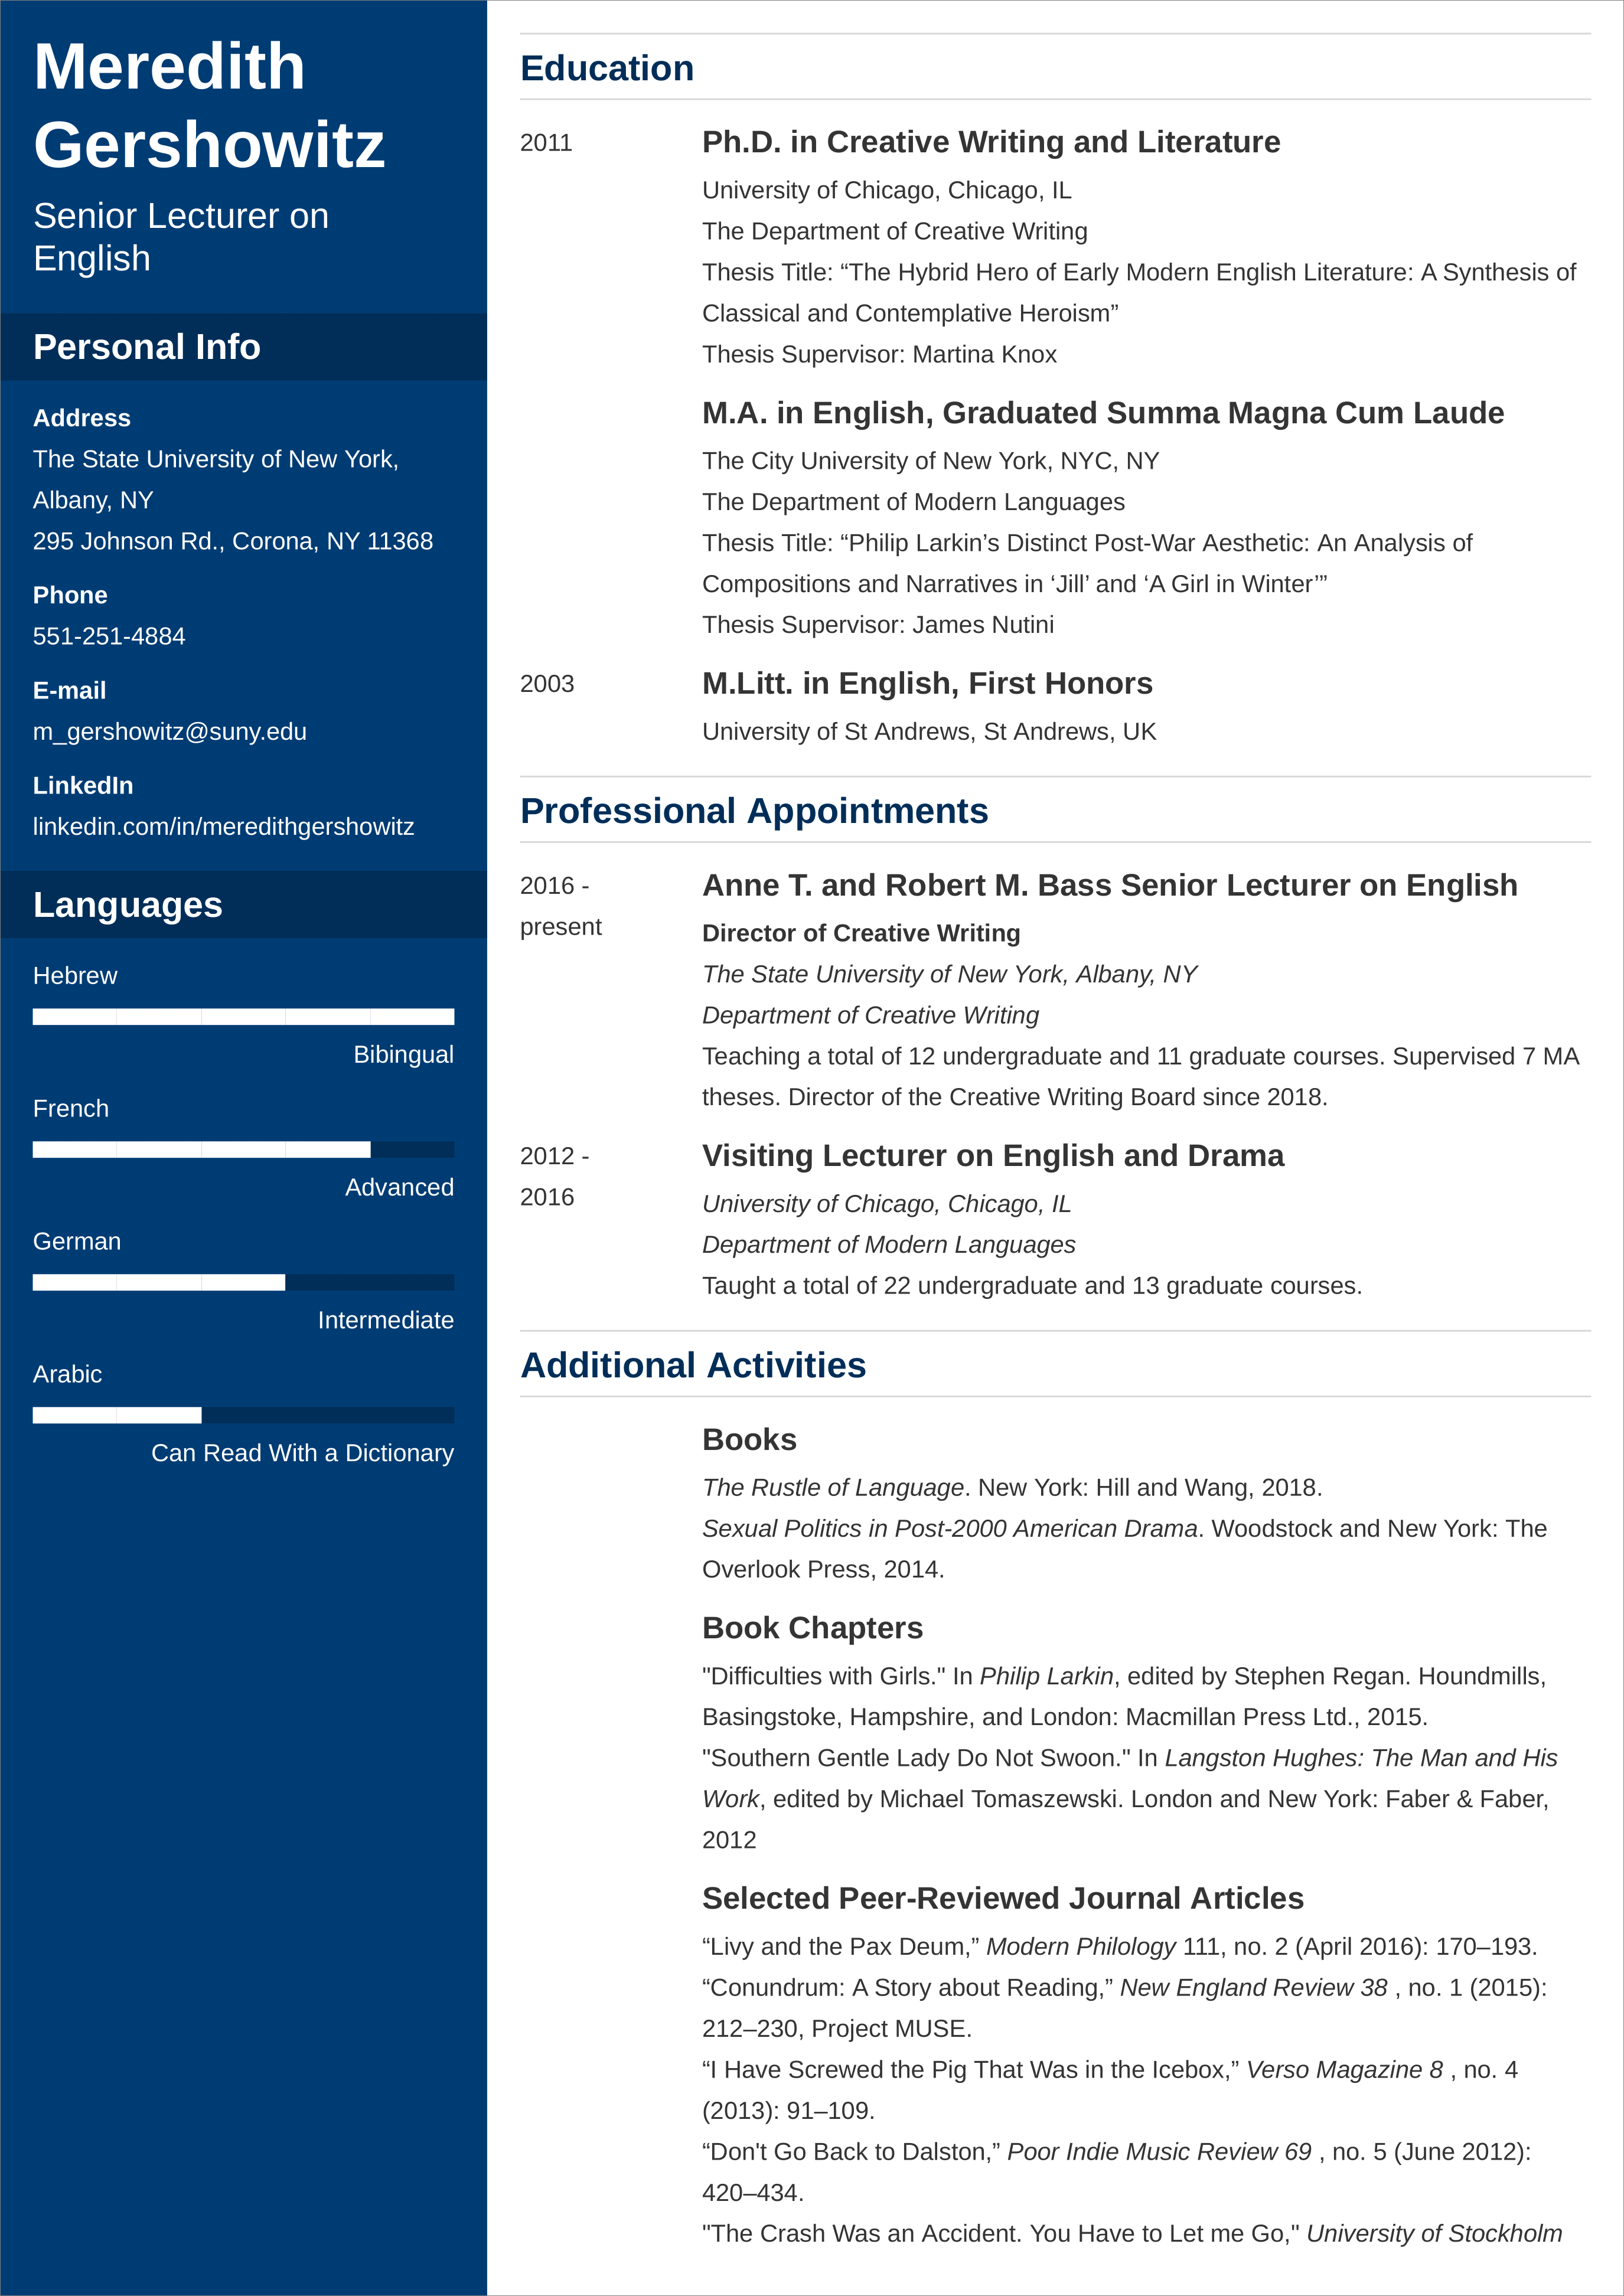 Meredith
Gershowitz
Senior Lecturer on
English
Personal Info
Address
The State University of New York,
Albany, NY
295 Johnson Rd., Corona, NY 11368
Phone
551-251-4884
E-mail
m_gershowitz@suny.edu
LinkedIn
linkedin.com/in/meredithgershowitz
Languages
Hebrew
Bibingual
French
Advanced
German
Intermediate
Arabic
Can Read With a Dictionary
Education
2011
Ph.D. in Creative Writing and Literature
University of Chicago, Chicago, IL
The Department of Creative Writing
Thesis Title: “The Hybrid Hero of Early Modern English Literature: A Synthesis of
Classical and Contemplative Heroism”
Thesis Supervisor: Martina Knox
M.A. in English, Graduated Summa Magna Cum Laude
The City University of New York, NYC, NY
The Department of Modern Languages
Thesis Title: “Philip Larkin’s Distinct Post-War Aesthetic: An Analysis of
Compositions and Narratives in ‘Jill’ and ‘A Girl in Winter’”
Thesis Supervisor: James Nutini
2003
M.Litt. in English, First Honors
University of St Andrews, St Andrews, UK
Professional Appointments
2016 -
present
Anne T. and Robert M. Bass Senior Lecturer on English
Director of Creative Writing
The State University of New York, Albany, NY
Department of Creative Writing
Teaching a total of 12 undergraduate and 11 graduate courses. Supervised 7 MA
theses. Director of the Creative Writing Board since 2018.
2012 -
2016
Visiting Lecturer on English and Drama
University of Chicago, Chicago, IL
Department of Modern Languages
Taught a total of 22 undergraduate and 13 graduate courses.
Additional Activities
Books
The Rustle of Language. New York: Hill and Wang, 2018.
Sexual Politics in Post-2000 American Drama. Woodstock and New York: The
Overlook Press, 2014.
Book Chapters
"Difficulties with Girls." In Philip Larkin, edited by Stephen Regan. Houndmills,
Basingstoke, Hampshire, and London: Macmillan Press Ltd., 2015.
"Southern Gentle Lady Do Not Swoon." In Langston Hughes: The Man and His
Work, edited by Michael Tomaszewski. London and New York: Faber & Faber,
2012
Selected Peer-Reviewed Journal Articles
“Livy and the Pax Deum,” Modern Philology 111, no. 2 (April 2016): 170–193.
“Conundrum: A Story about Reading,” New England Review 38 , no. 1 (2015):
212–230, Project MUSE.
“I Have Screwed the Pig That Was in the Icebox,” Verso Magazine 8 , no. 4
(2013): 91–109.
“Don't Go Back to Dalston,” Poor Indie Music Review 69 , no. 5 (June 2012):
420–434.
"The Crash Was an Accident. You Have to Let me Go," University of Stockholm